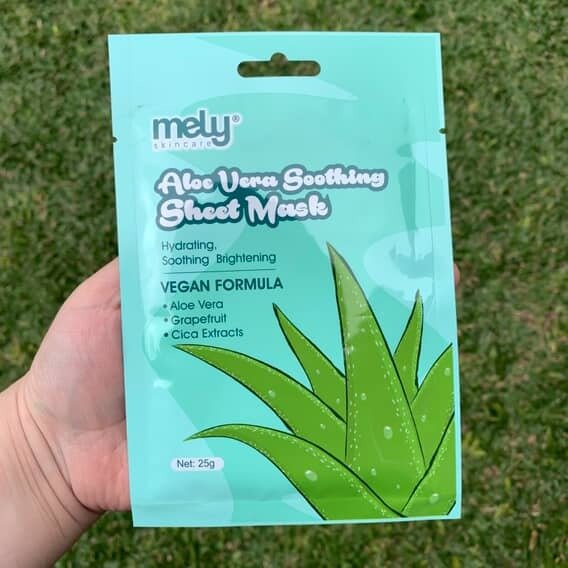 mely®
skincare
Aloe Vera Soothing
Sheet Mask
Hydrating,
Soothing Brightening
VEGAN FORMULA
• Aloe Vera
• Grapefruit
• Cica Extracts
Net: 25g